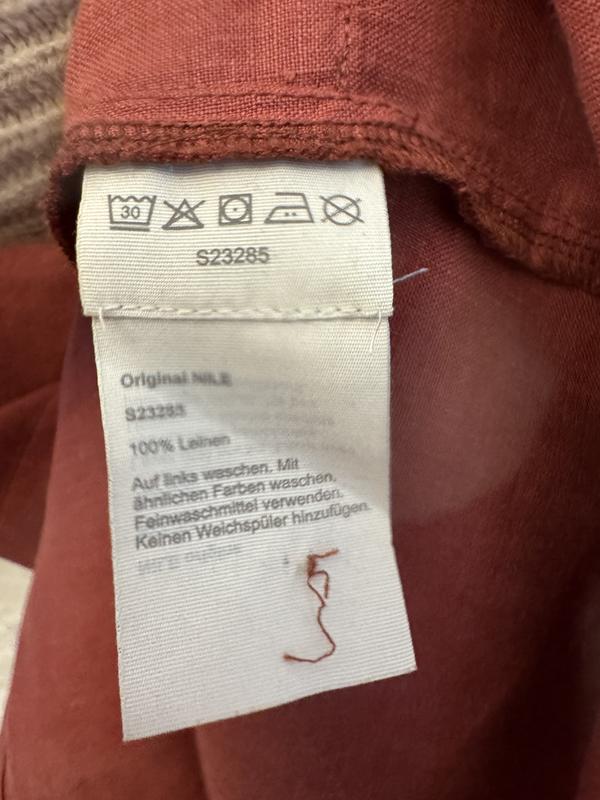 30
S23285
Original NILE
S23285
100% Leinen
Auf links waschen. Mit
ähnlichen Farben waschen.
Feinwaschmittel verwenden.
Keinen Weichspüler hinzufügen.